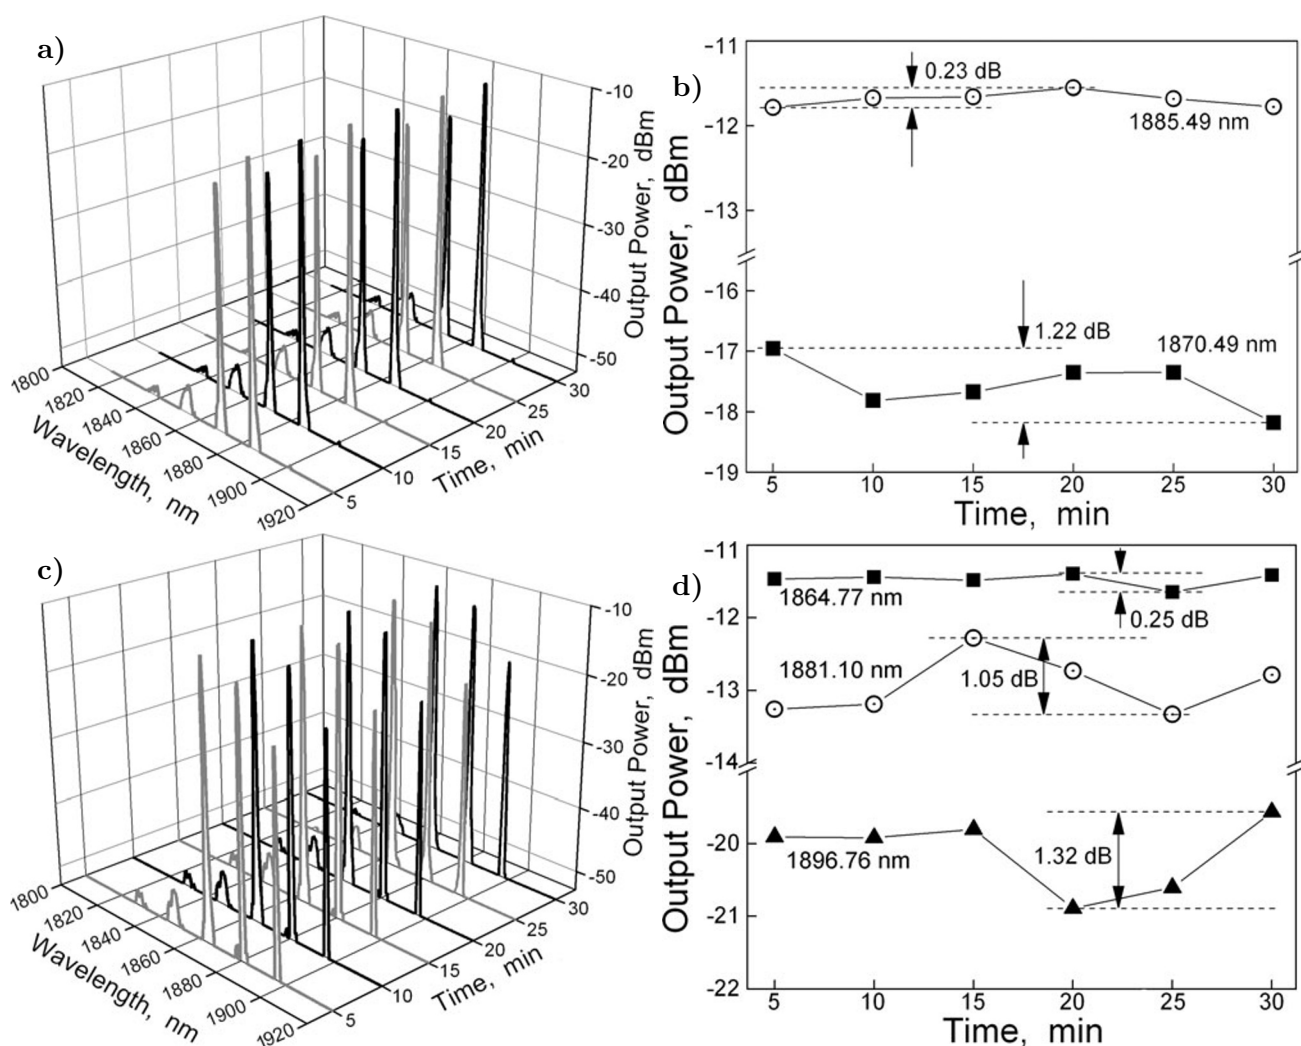 a)
-10
-20
-30
-40
-50
Output Power, dBm
1800
1820
1840
1860
1880
1900
1920
Wavelength, nm
5
10
15
20
25
30
Time, min
b)
-11
-12
-13
-16
-17
-18
-19
Output Power, dBm
0.23 dB
1885.49 nm
1.22 dB
1870.49 nm
5 10 15 20 25 30
Time, min
c)
-10
-20
-30
-40
-50
Output Power, dBm
1800
1820
1840
1860
1880
1900
1920
Wavelength, nm
5
10
15
20
25
30
Time, min
d)
-11
-12
-13
-14
-20
-21
-22
Output Power, dBm
1864.77 nm
0.25 dB
1881.10 nm
1.05 dB
1896.76 nm
1.32 dB
5 10 15 20 25 30
Time, min